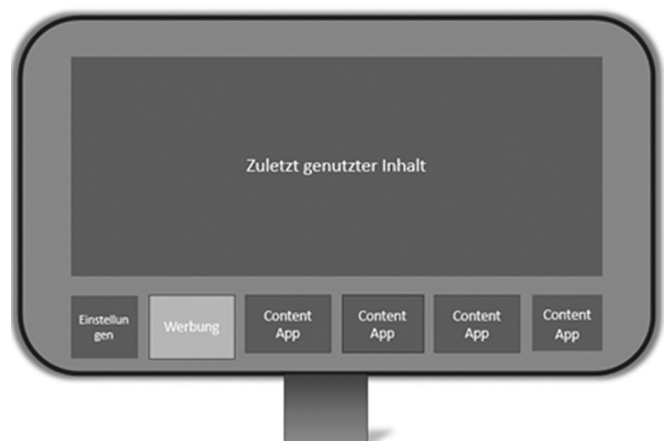 Zuletzt genutzter Inhalt
Einstellun
gen
Werbung
Content
App
Content
App
Content
App
Content
App